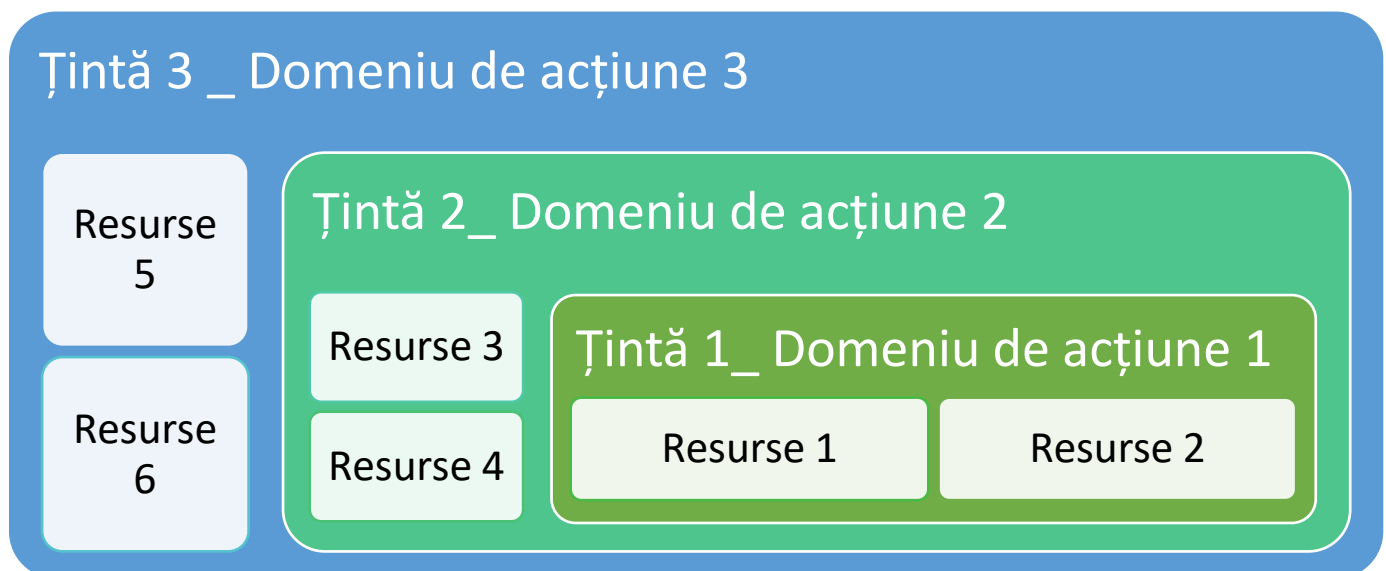 Țintă 3 _ Domeniu de acțiune 3
Resurse
5
Resurse
6
Țintă 2_ Domeniu de acțiune 2
Resurse 3
Resurse 4
Țintă 1_ Domeniu de acțiune 1
Resurse 1
Resurse 2